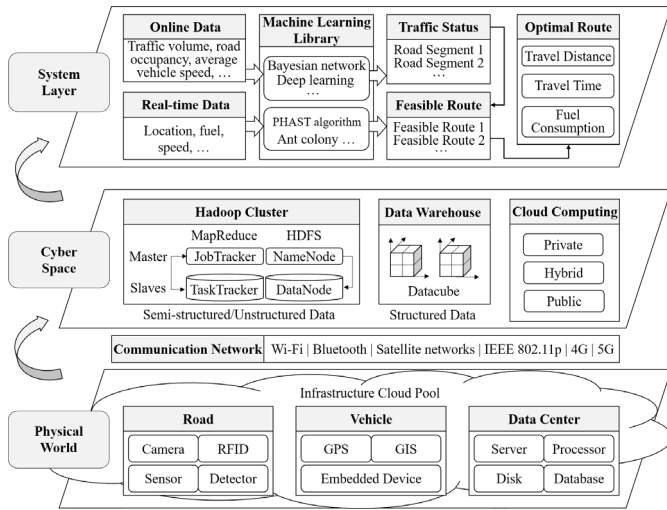 System
Layer
Online Data
Traffic volume, road
occupancy, average
vehicle speed, …
Real-time Data
Location, fuel,
speed, …
Machine Learning
Library
Bayesian network
Deep learning
…
PHAST algorithm
Ant colony …
Traffic Status
Road Segment 1
Road Segment 2
…
Feasible Route
Feasible Route 1
Feasible Route 2
…
Optimal Route
Travel Distance
Travel Time
Fuel
Consumption
Cyber
Space
Hadoop Cluster
MapReduce HDFS
Master JobTracker NameNode
Slaves TaskTracker DataNode
Semi-structured/Unstructured Data
Data Warehouse
Datacube
Structured Data
Cloud Computing
Private
Hybrid
Public
Communication Network Wi-Fi | Bluetooth | Satellite networks | IEEE 802.11p | 4G | 5G
Physical
World
Infrastructure Cloud Pool
Road
Camera RFID
Sensor Detector
Vehicle
GPS GIS
Embedded Device
Data Center
Server Processor
Disk Database